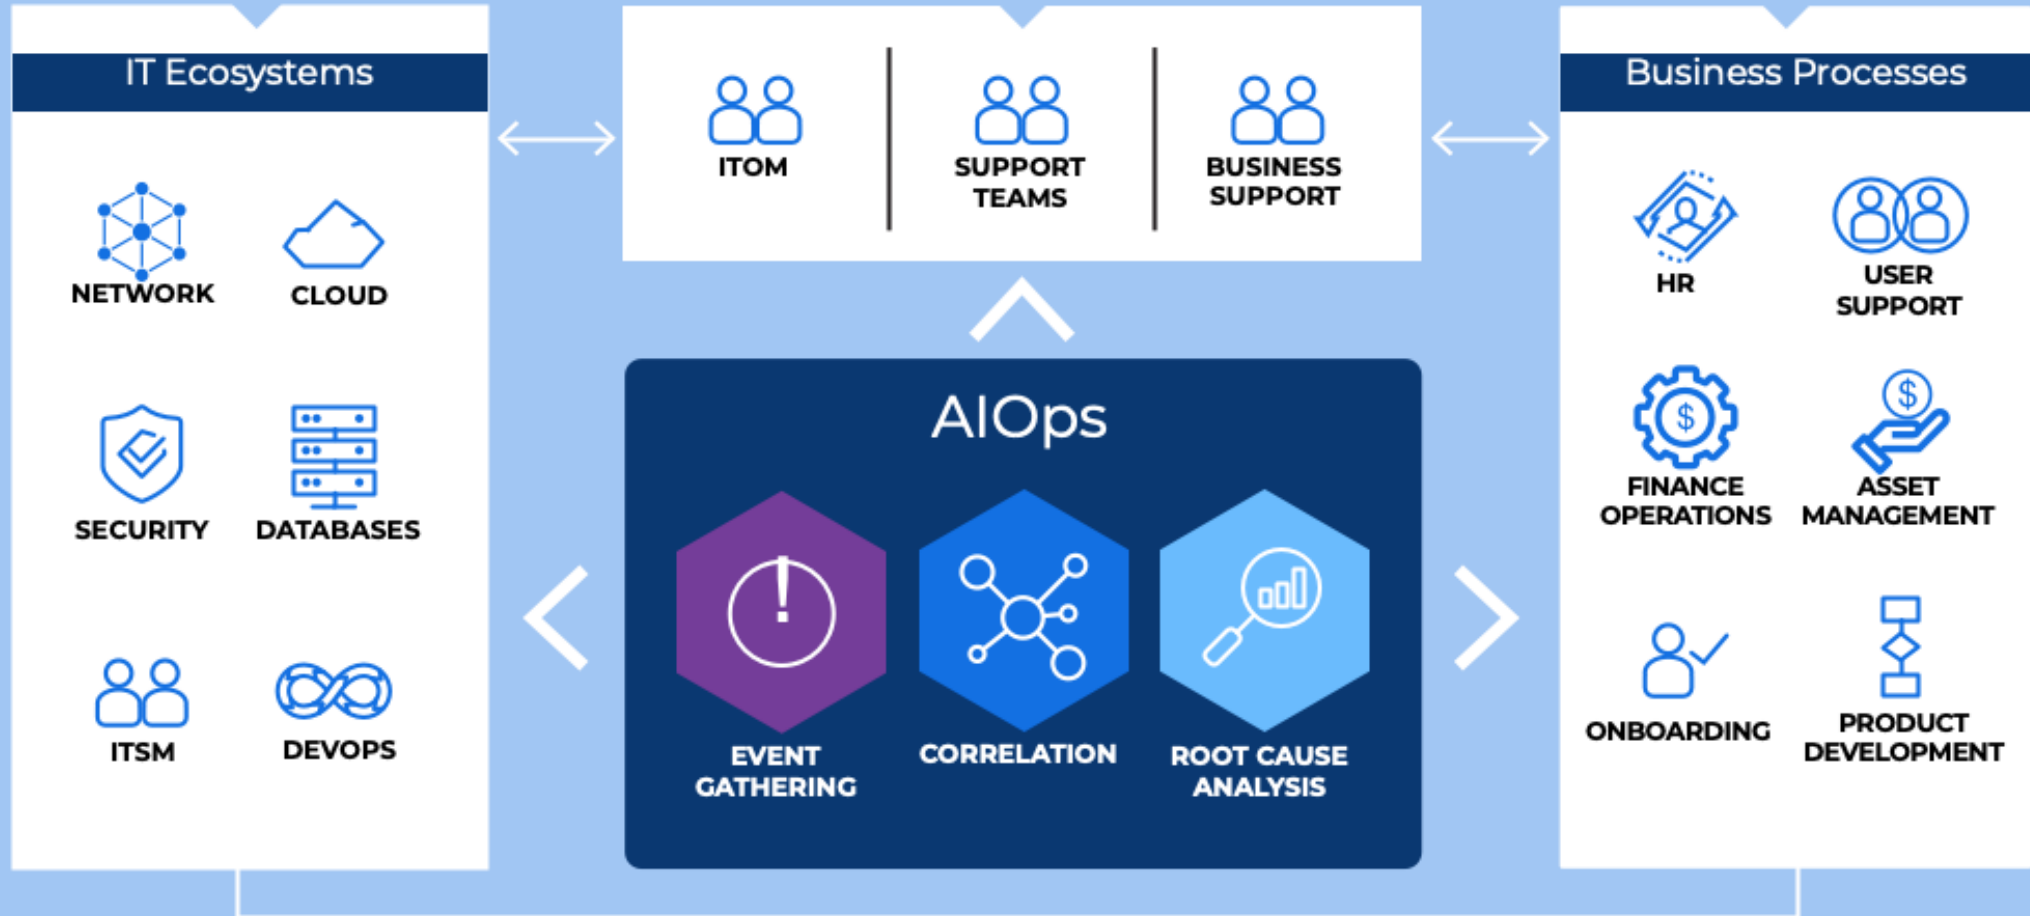 IT Ecosystems
NETWORK
CLOUD
SECURITY
DATABASES
ITSM
DEVOPS
ITOM
SUPPORT
TEAMS
BUSINESS
SUPPORT
AIOps
EVENT
GATHERING
CORRELATION
ROOT CAUSE
ANALYSIS
Business Processes
HR
USER
SUPPORT
$
FINANCE
OPERATIONS
$
ASSET
MANAGEMENT
ONBOARDING
PRODUCT
DEVELOPMENT